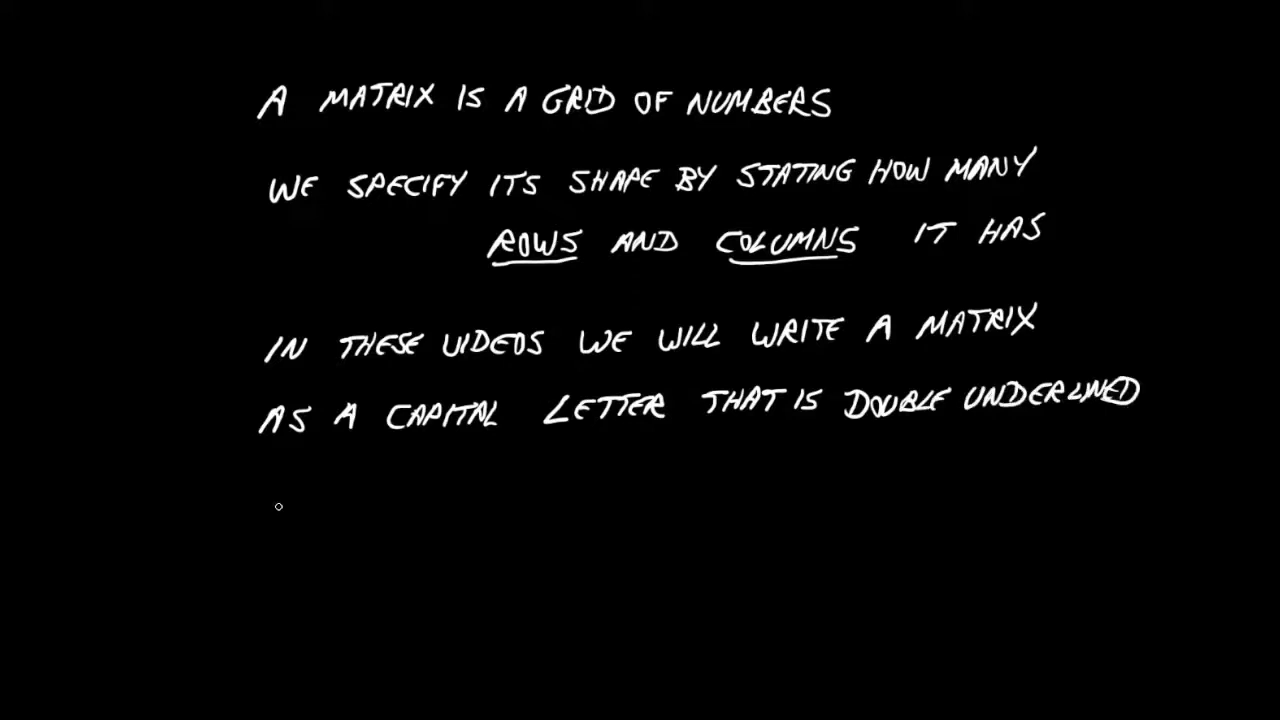 A MATRIX IS A GRID OF NUMBERS
WE SPECIFY ITS SHAPE BY STATING HOW MANY
ROWS AND COLUMNS IT HAS
IN THESE VIDEOS WE WILL WRITE A MATRIX
AS A CAPITAL LETTER THAT IS DOUBLE UNDERLINED